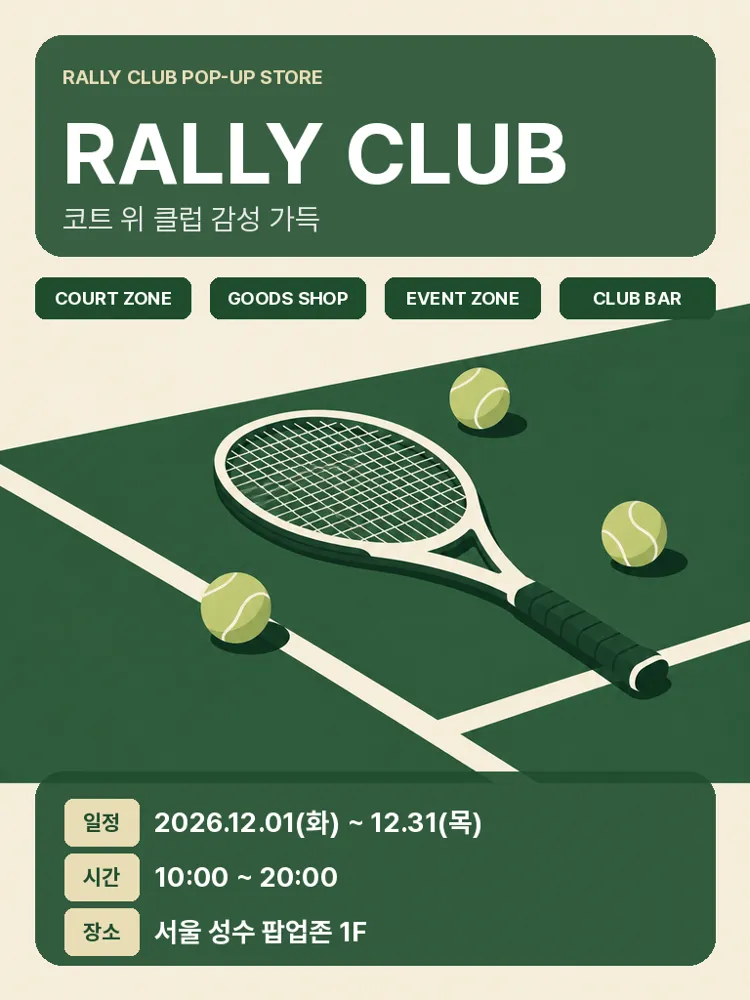 RALLY CLUB POP-UP STORE
RALLY CLUB
코트 위 클럽 감성 가득
COURT ZONE
GOODS SHOP
EVENT ZONE
CLUB BAR
일정 2026.12.01(화) ~ 12.31(목)
시간 10:00 ~ 20:00
장소 서울 성수 팝업존 1F